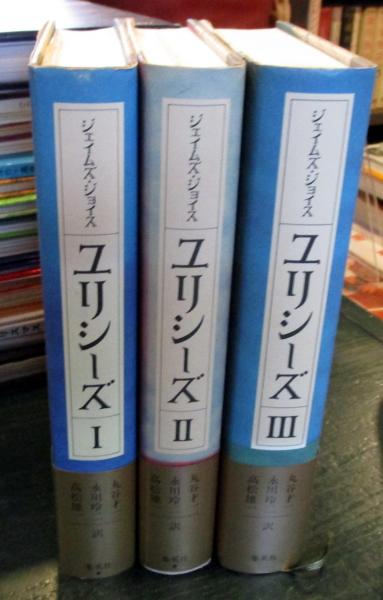 ジェイムズ・ジョイス
ユリシーズ
I
丸谷才一
永川玲二
高松雄一
訳
集英社
ジェイムズ・ジョイス
ユリシーズ
II
丸谷才一
永川玲二
高松雄一
訳
集英社
ジェイムズ・ジョイス
ユリシーズ
III
丸谷才一
永川玲二
高松雄一
訳
集英社